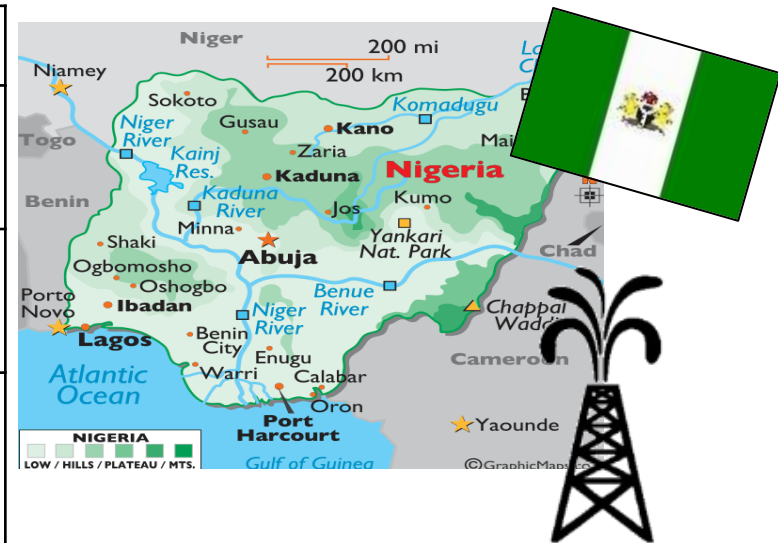 Niger
200 mi
200 km
Niamey
Sokoto
Komadugu
Gusau
Niger
River
Kano
Togo
Zaria
Kainj
Res.
Nigeria
Kaduna
Benin
Kaduna
River
Kumo
Jos
Minna
Yankari
Nat. Park
Shaki
Abuja
Chad
Ogbomosho
Oshogbo
Benue
River
Porto
Novo
Ibadan
Niger
River
Chappal
Lagos
Benin
City
Enugu
Cameroon
Atlantic
Ocean
Warri
Calabar
Oron
Yaounde
Port
Harcourt
NIGERIA
LOW / HILLS / PLATEAU / MTS.
Gulf of Guinea